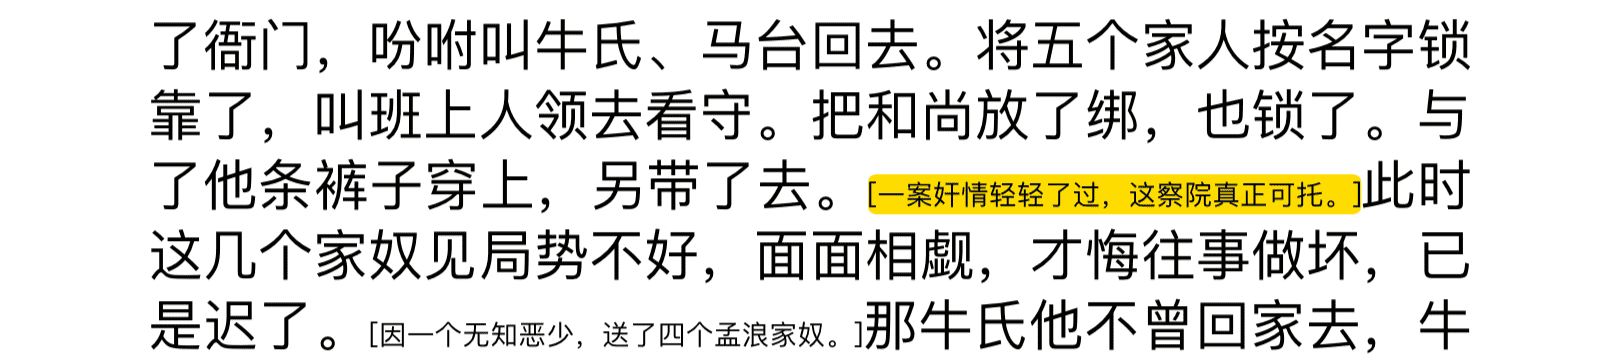 了衙门，吩咐叫牛氏、马台回去。将五个家人按名字锁
靠了，叫班上人领去看守。把和尚放了绑，也锁了。与
了他条裤子穿上，另带了去。[一案奸情轻轻了过，这察院真正可托。]此时
这几个家奴见局势不好，面面相觑，才悔往事做坏，已
是迟了。[因一个无知恶少，送了四个孟浪家奴。]那牛氏他不曾回家去，牛